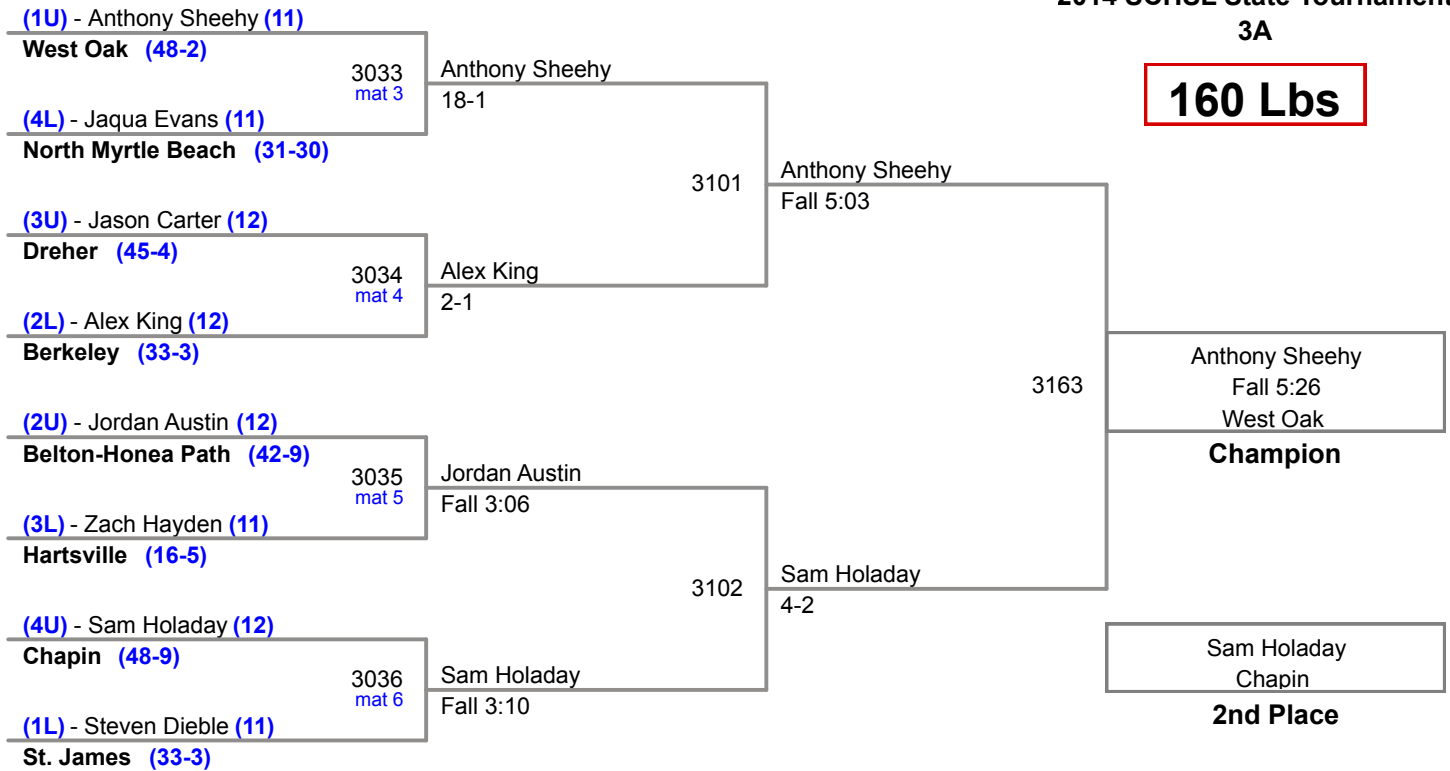 2014 SCHSL State Tournament
3A
160 Lbs
(1U) - Anthony Sheehy (11)
West Oak (48-2)
3033
mat 3
(4L) - Jaqua Evans (11)
North Myrtle Beach (31-30)
Anthony Sheehy
18-1
(3U) - Jason Carter (12)
Dreher (45-4)
3034
mat 4
(2L) - Alex King (12)
Berkeley (33-3)
Alex King
2-1
3101
Anthony Sheehy
Fall 5:03
(2U) - Jordan Austin (12)
Belton-Honea Path (42-9)
3035
mat 5
(3L) - Zach Hayden (11)
Hartsville (16-5)
Jordan Austin
Fall 3:06
(4U) - Sam Holaday (12)
Chapin (48-9)
3036
mat 6
(1L) - Steven Dieble (11)
St. James (33-3)
Sam Holaday
Fall 3:10
3102
Sam Holaday
4-2
3163
Anthony Sheehy
Fall 5:26
West Oak
Champion
Sam Holaday
Chapin
2nd Place